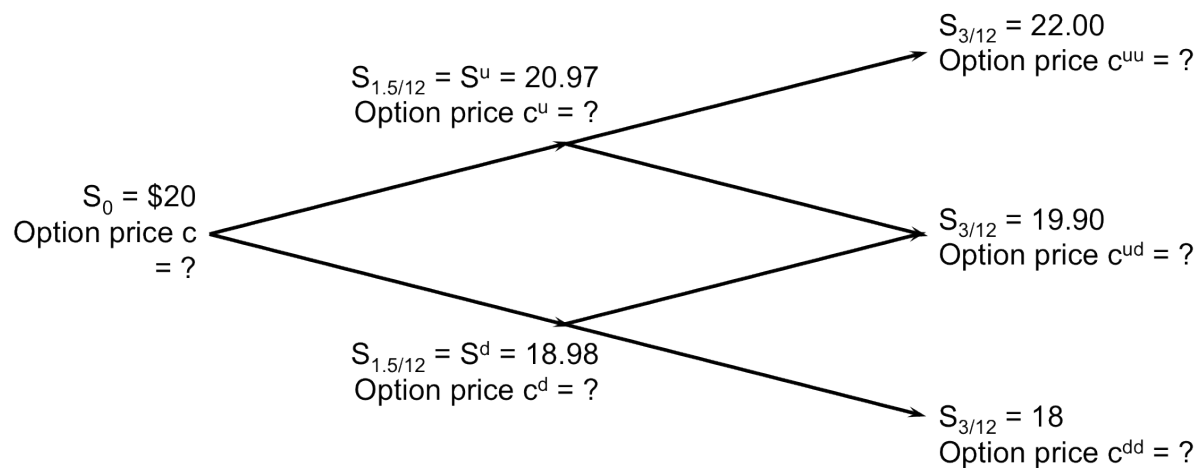 S₃/₁₂ = 22.00
Option price cᵘᵘ = ?
S₁.₅/₁₂ = Sᵘ = 20.97
Option price cᵘ = ?
S₀ = $20
Option price c
= ?
S₃/₁₂ = 19.90
Option price cᵘᵈ = ?
S₁.₅/₁₂ = Sᵈ = 18.98
Option price cᵈ = ?
S₃/₁₂ = 18
Option price cᵈᵈ = ?